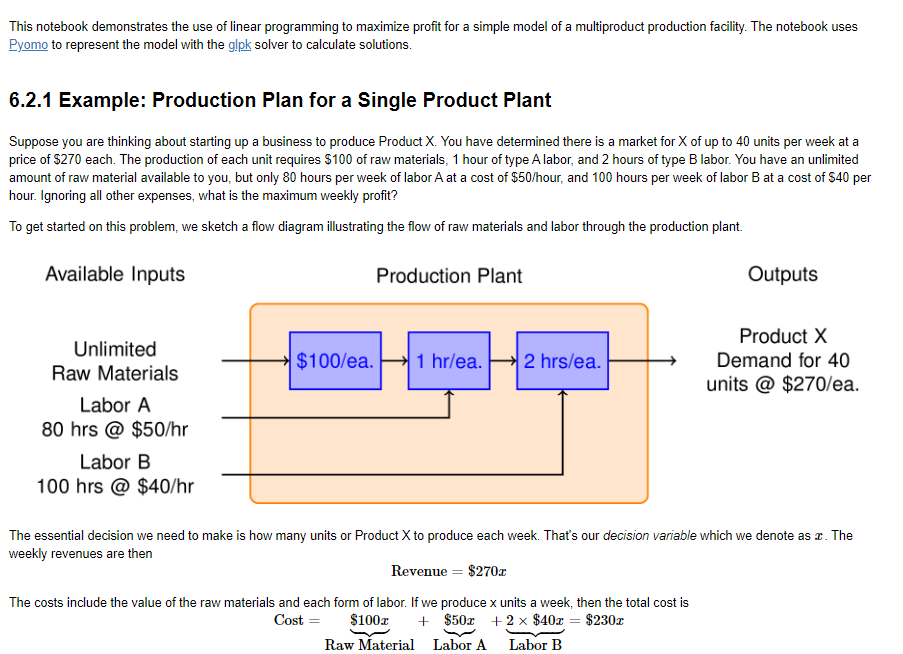 This notebook demonstrates the use of linear programming to maximize profit for a simple model of a multiproduct production facility. The notebook uses
Pyomo to represent the model with the glpk solver to calculate solutions.
6.2.1 Example: Production Plan for a Single Product Plant
Suppose you are thinking about starting up a business to produce Product X. You have determined there is a market for X of up to 40 units per week at a
price of $270 each. The production of each unit requires $100 of raw materials, 1 hour of type A labor, and 2 hours of type B labor. You have an unlimited
amount of raw material available to you, but only 80 hours per week of labor A at a cost of $50/hour, and 100 hours per week of labor B at a cost of $40 per
hour. Ignoring all other expenses, what is the maximum weekly profit?
To get started on this problem, we sketch a flow diagram illustrating the flow of raw materials and labor through the production plant.
Available Inputs
Production Plant
Outputs
Unlimited
Raw Materials
Labor A
80 hrs @ $50/hr
Labor B
100 hrs @ $40/hr
$100/ea.
1 hr/ea.
2 hrs/ea.
Product X
Demand for 40
units @ $270/ea.
The essential decision we need to make is how many units or Product X to produce each week. That's our decision variable which we denote as x. The
weekly revenues are then
Revenue = $270x
The costs include the value of the raw materials and each form of labor. If we produce x units a week, then the total cost is
Cost = $100x + $50x + 2 × $40x = $230x
Raw Material Labor A Labor B